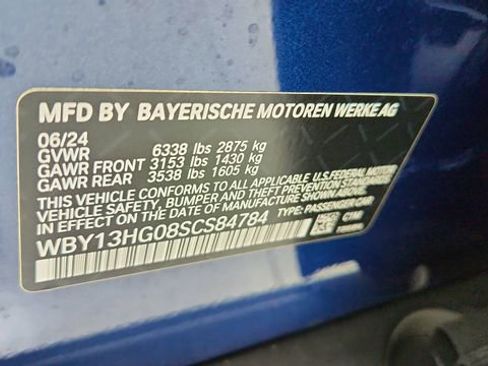 MFD BY BAYERISCHE MOTOREN WERKE AG
06/24
GVWR 6338 lbs 2875 kg
GAWR FRONT 3153 lbs 1430 kg
GAWR REAR 3538 lbs 1605 kg
THIS VEHICLE CONFORMS TO ALL APPLICABLE U.S. FEDERAL MOTOR
VEHICLE SAFETY, BUMPER AND THEFT PREVENTION STANDARDS
IN EFFECT ON THE DATE OF MANUFACTURE SHOWN ABOVE.
WBY13HG08SCS84784 TYPE: PASSENGER CAR